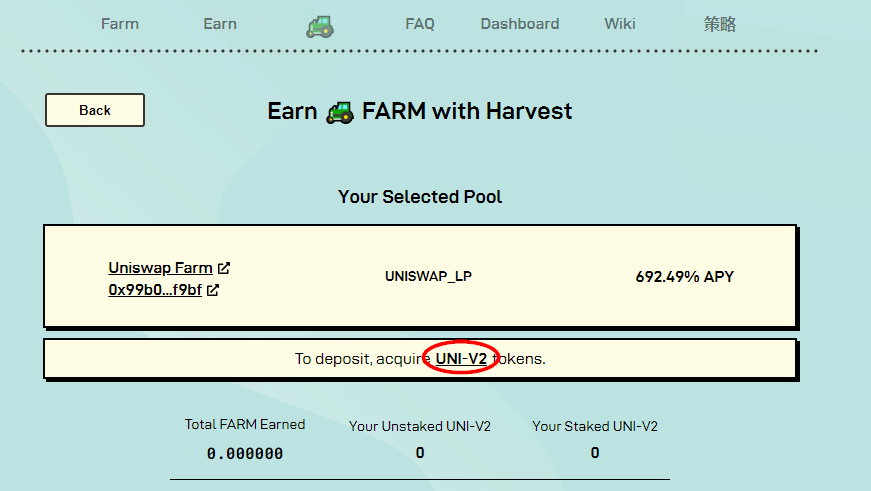 Farm Earn FAQ Dashboard Wiki 策略
Back
Earn FARM with Harvest
Your Selected Pool
Uniswap Farm
0x99b0...f9bf
UNISWAP_LP
692.49% APY
To deposit, acquire UNI-V2 tokens.
Total FARM Earned Your Unstaked UNI-V2 Your Staked UNI-V2
0.000000 0 0